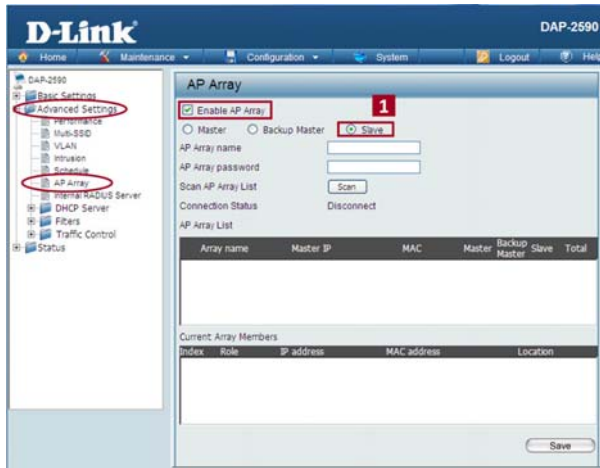 D-Link
DAP-2590
Home Maintenance Configuration System Logout Help
DAP-2590
Basic Settings
Advanced Settings
Performance
Multi-SSID
VLAN
Intrusion
Schedule
AP Array
Internal RADIUS Server
DHCP Server
Filters
Traffic Control
Status
AP Array
Enable AP Array
1
Master Backup Master Slave
AP Array name
AP Array password
Scan AP Array List Scan
Connection Status Disconnect
AP Array List
Array name Master IP MAC Master Backup Master Slave Total
Current Array Members
Index Role IP address MAC address Location
Save